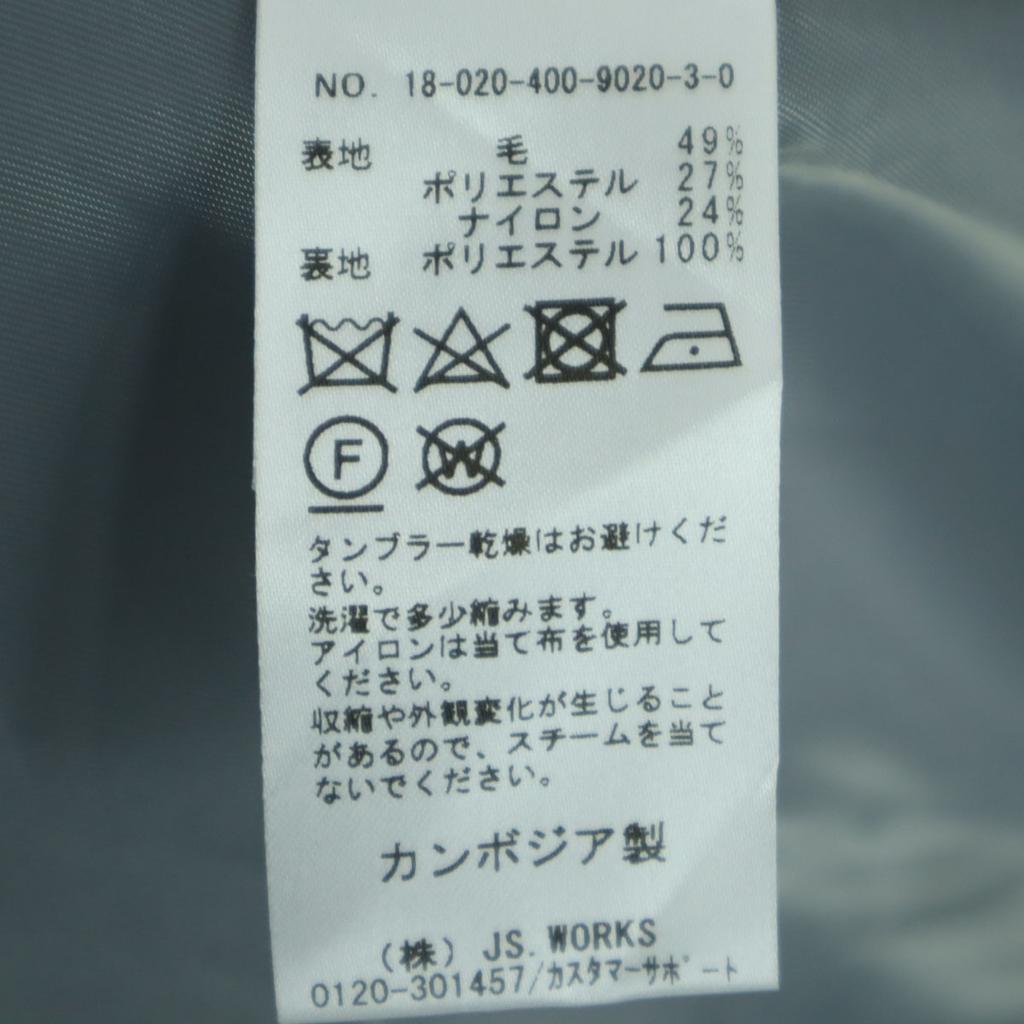 NO. 18-020-400-9020-3-0
表地 毛 49%
ポリエステル 27%
ナイロン 24%
裏地 ポリエステル 100%
F W
タンブラー乾燥はお避けくだ
さい。
洗濯で多少縮みます。
アイロンは当て布を使用して
ください。
収縮や外観変化が生じること
があるので、スチームを当て
ないでください。
カンボジア製
(株) JS. WORKS
0120-301457/カスタマーサポート